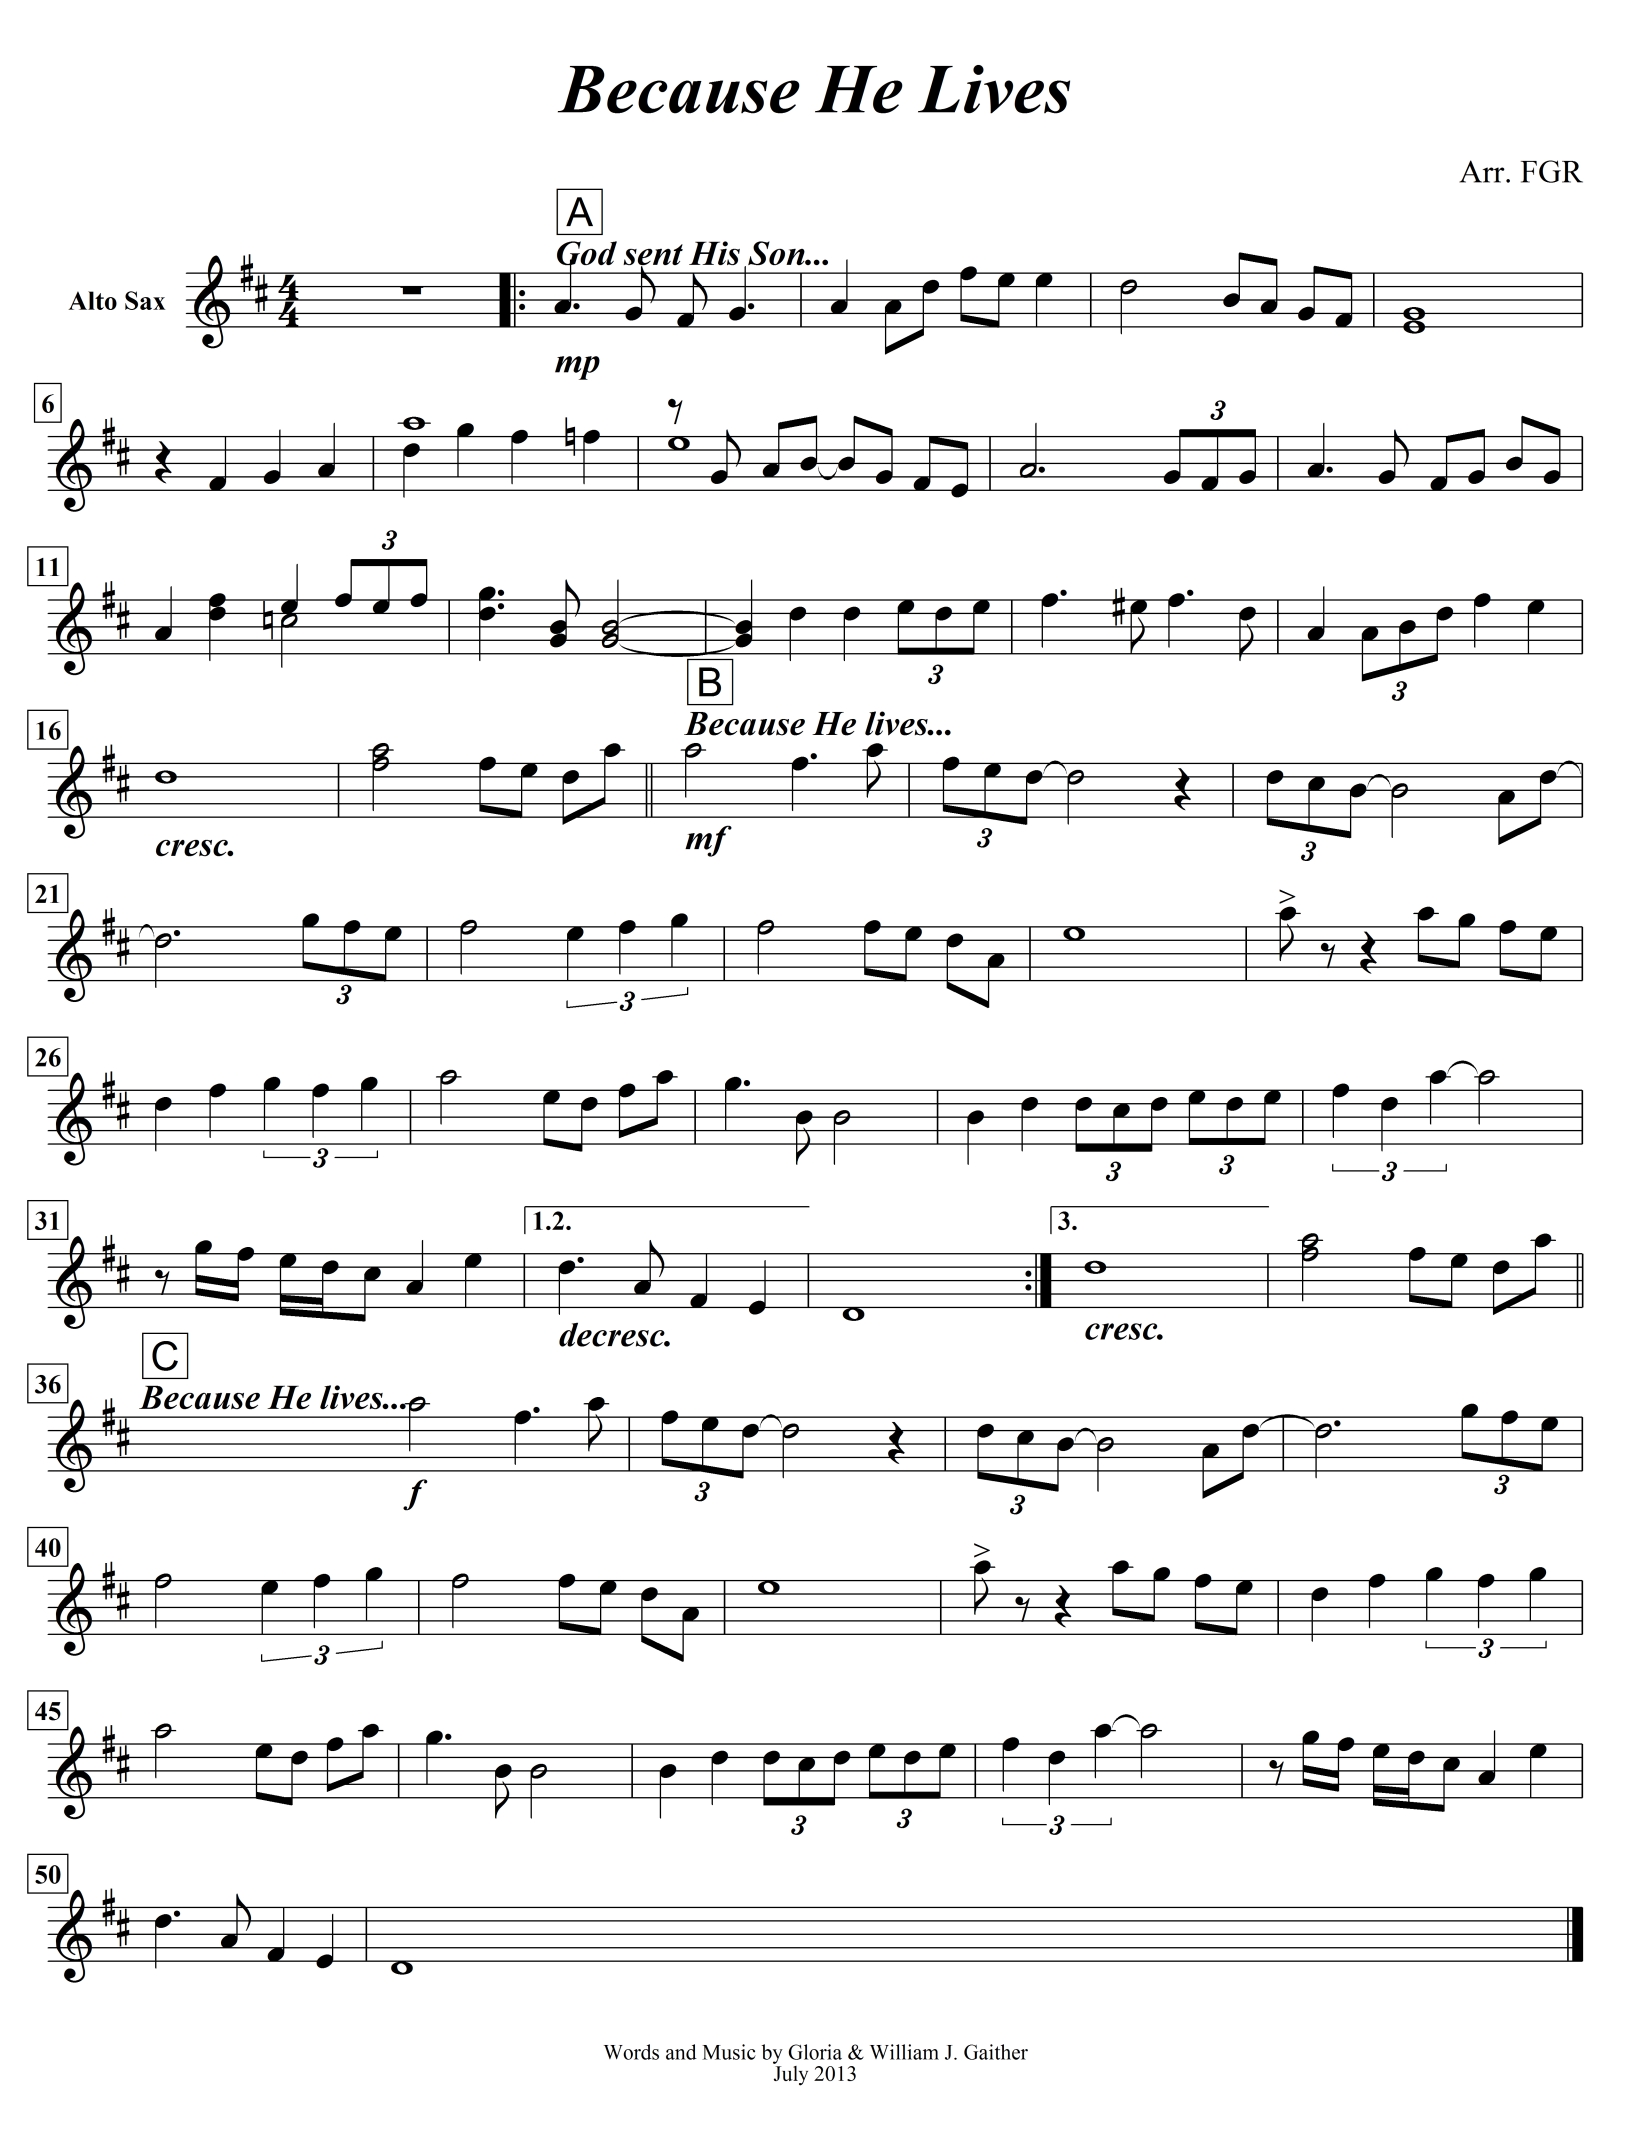 Because He Lives
Arr. FGR
A
God sent His Son...
Alto Sax
mp
6
3
11
3
3
3
B
16
Because He lives...
cresc.
mf
3
3
21
3
3
26
3
3
3
3
31
1.2.
3.
decresc.
cresc.
C
36
Because He lives...
f
3
3
3
40
3
3
45
3
3
3
50
Words and Music by Gloria & William J. Gaither
July 2013